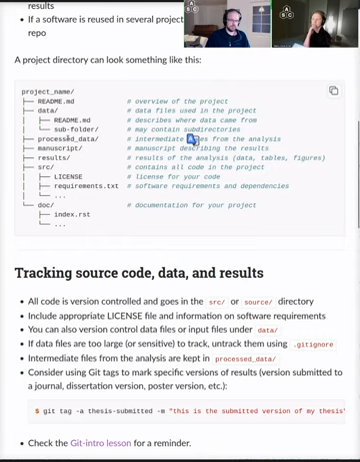 results
If a software is reused in several project
repo
A project directory can look something like this:
project_name/
├── README.md # overview of the project
├── data/ # data files used in the project
│ ├── README.md # describes where data came from
│ └── sub-folder/ # may contain subdirectories
├── processed_data/ # intermediate from the analysis
├── manuscript/ # manuscript describing the results
├── results/ # results of the analysis (data, tables, figures)
├── src/ # contains all code in the project
│ ├── LICENSE # license for your code
│ ├── requirements.txt # software requirements and dependencies
│ └── ...
└── doc/ # documentation for your project
├── index.rst
└── ...
Tracking source code, data, and results
All code is version controlled and goes in the src/ or source/ directory
Include appropriate LICENSE file and information on software requirements
You can also version control data files or input files under data/
If data files are too large (or sensitive) to track, untrack them using .gitignore
Intermediate files from the analysis are kept in processed_data/
Consider using Git tags to mark specific versions of results (version submitted to
a journal, dissertation version, poster version, etc.):
$ git tag -a thesis-submitted -m "this is the submitted version of my thesis"
Check the Git-intro lesson for a reminder.